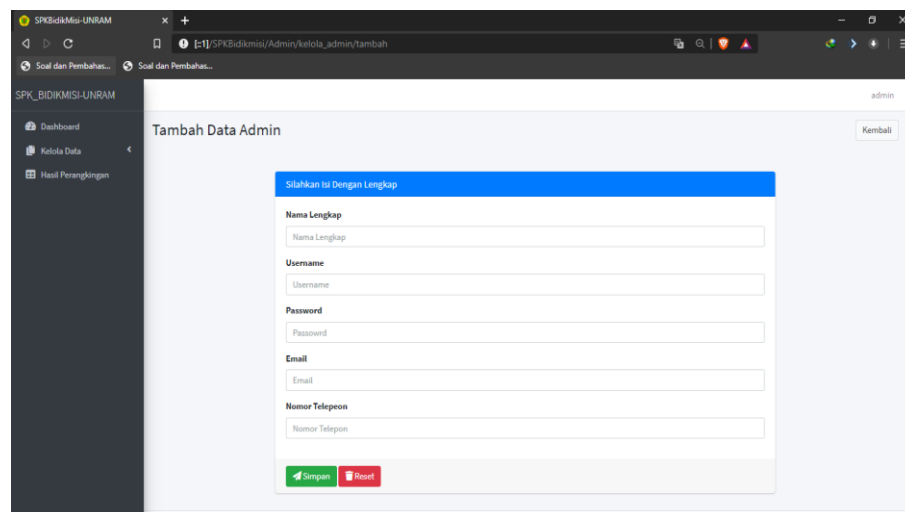 SPKBidikMisi-UNRAM
[::1]/SPKBidikmisi/Admin/kelola_admin/tambah
Soal dan Pembahas...
Soal dan Pembahas...
SPK_BIDIKMISI-UNRAM
admin
Dashboard
Kelola Data
Hasil Perangkingan
Tambah Data Admin
Kembali
Silahkan Isi Dengan Lengkap
Nama Lengkap
Nama Lengkap
Username
Username
Password
Passowrd
Email
Email
Nomor Telepeon
Nomor Telepon
Simpan
Reset